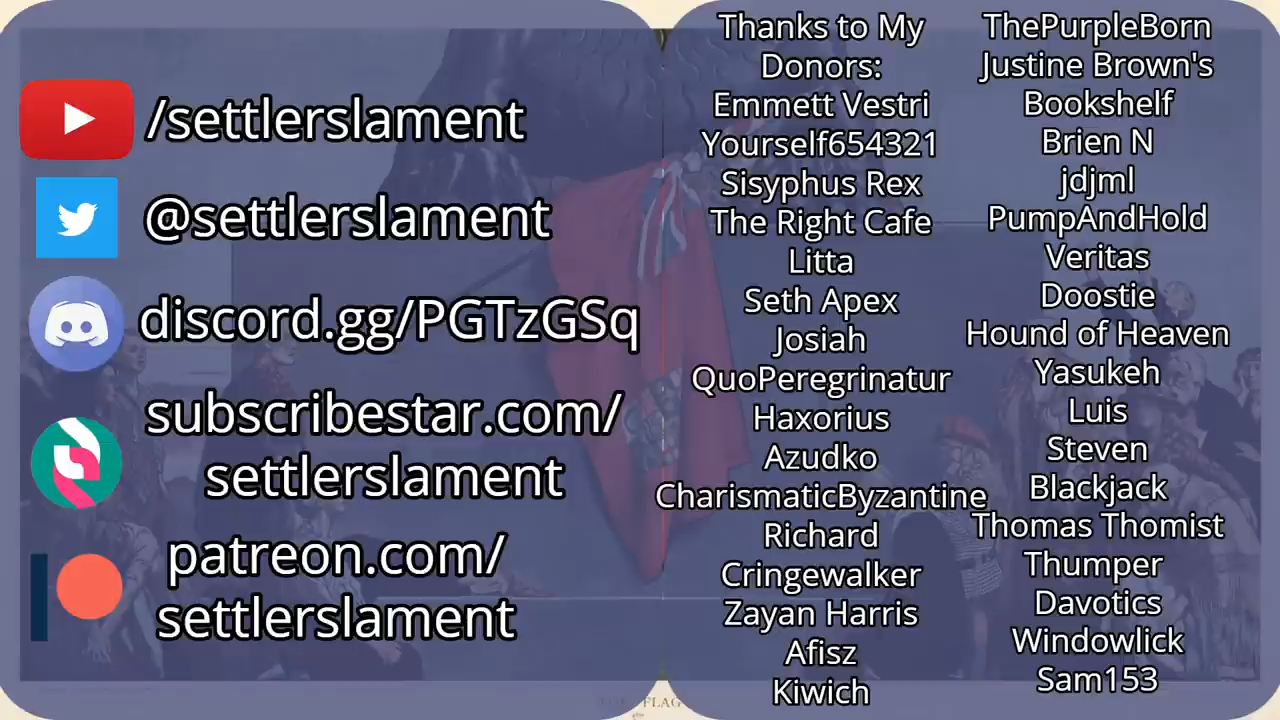 /settlerslament
@settlerslament
discord.gg/PGTzGSq
subscribestar.com/
settlerslament
patreon.com/
settlerslament
Thanks to My
Donors:
Emmett Vestri
Yourself654321
Sisyphus Rex
The Right Cafe
Litta
Seth Apex
Josiah
QuoPeregrinatur
Haxorius
Azudko
CharismaticByzantine
Richard
Cringewalker
Zayan Harris
Afisz
Kiwich
ThePurpleBorn
Justine Brown's
Bookshelf
Brien N
jdjml
PumpAndHold
Veritas
Doostie
Hound of Heaven
Yasukeh
Luis
Steven
Blackjack
Thomas Thomist
Thumper
Davotics
Windowlick
Sam153
FLAG